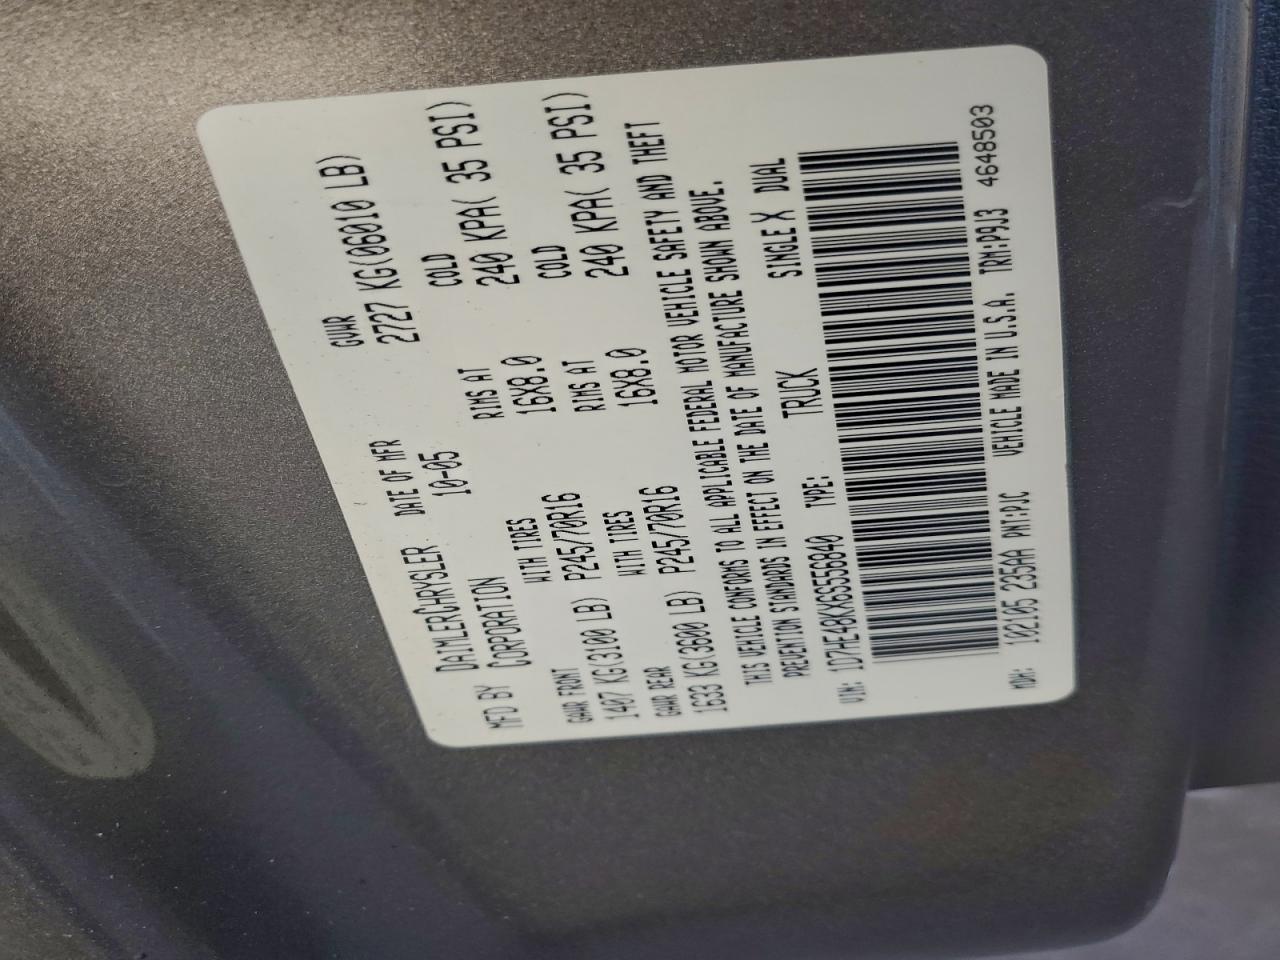 MFD BY DAIMLERCHRYSLER CORPORATION DATE OF MFR 10-05 GVWR 2727 KG(06010 LB)
GAWR FRONT WITH TIRES RIMS AT COLD
1407 KG(3100 LB) P245/70R16 16X8.0 240 KPA( 35 PSI)
GAWR REAR WITH TIRES RIMS AT COLD
1633 KG(3600 LB) P245/70R16 16X8.0 240 KPA( 35 PSI)
THIS VEHICLE CONFORMS TO ALL APPLICABLE FEDERAL MOTOR VEHICLE SAFETY AND THEFT
PREVENTION STANDARDS IN EFFECT ON THE DATE OF MANUFACTURE SHOWN ABOVE.
VIN: 1D7HE48KX6S556840 TYPE: TRUCK SINGLE X DUAL
MDH: 102105 235AA PNT:PJC VEHICLE MADE IN U.S.A. TRM:P9J3 4648503